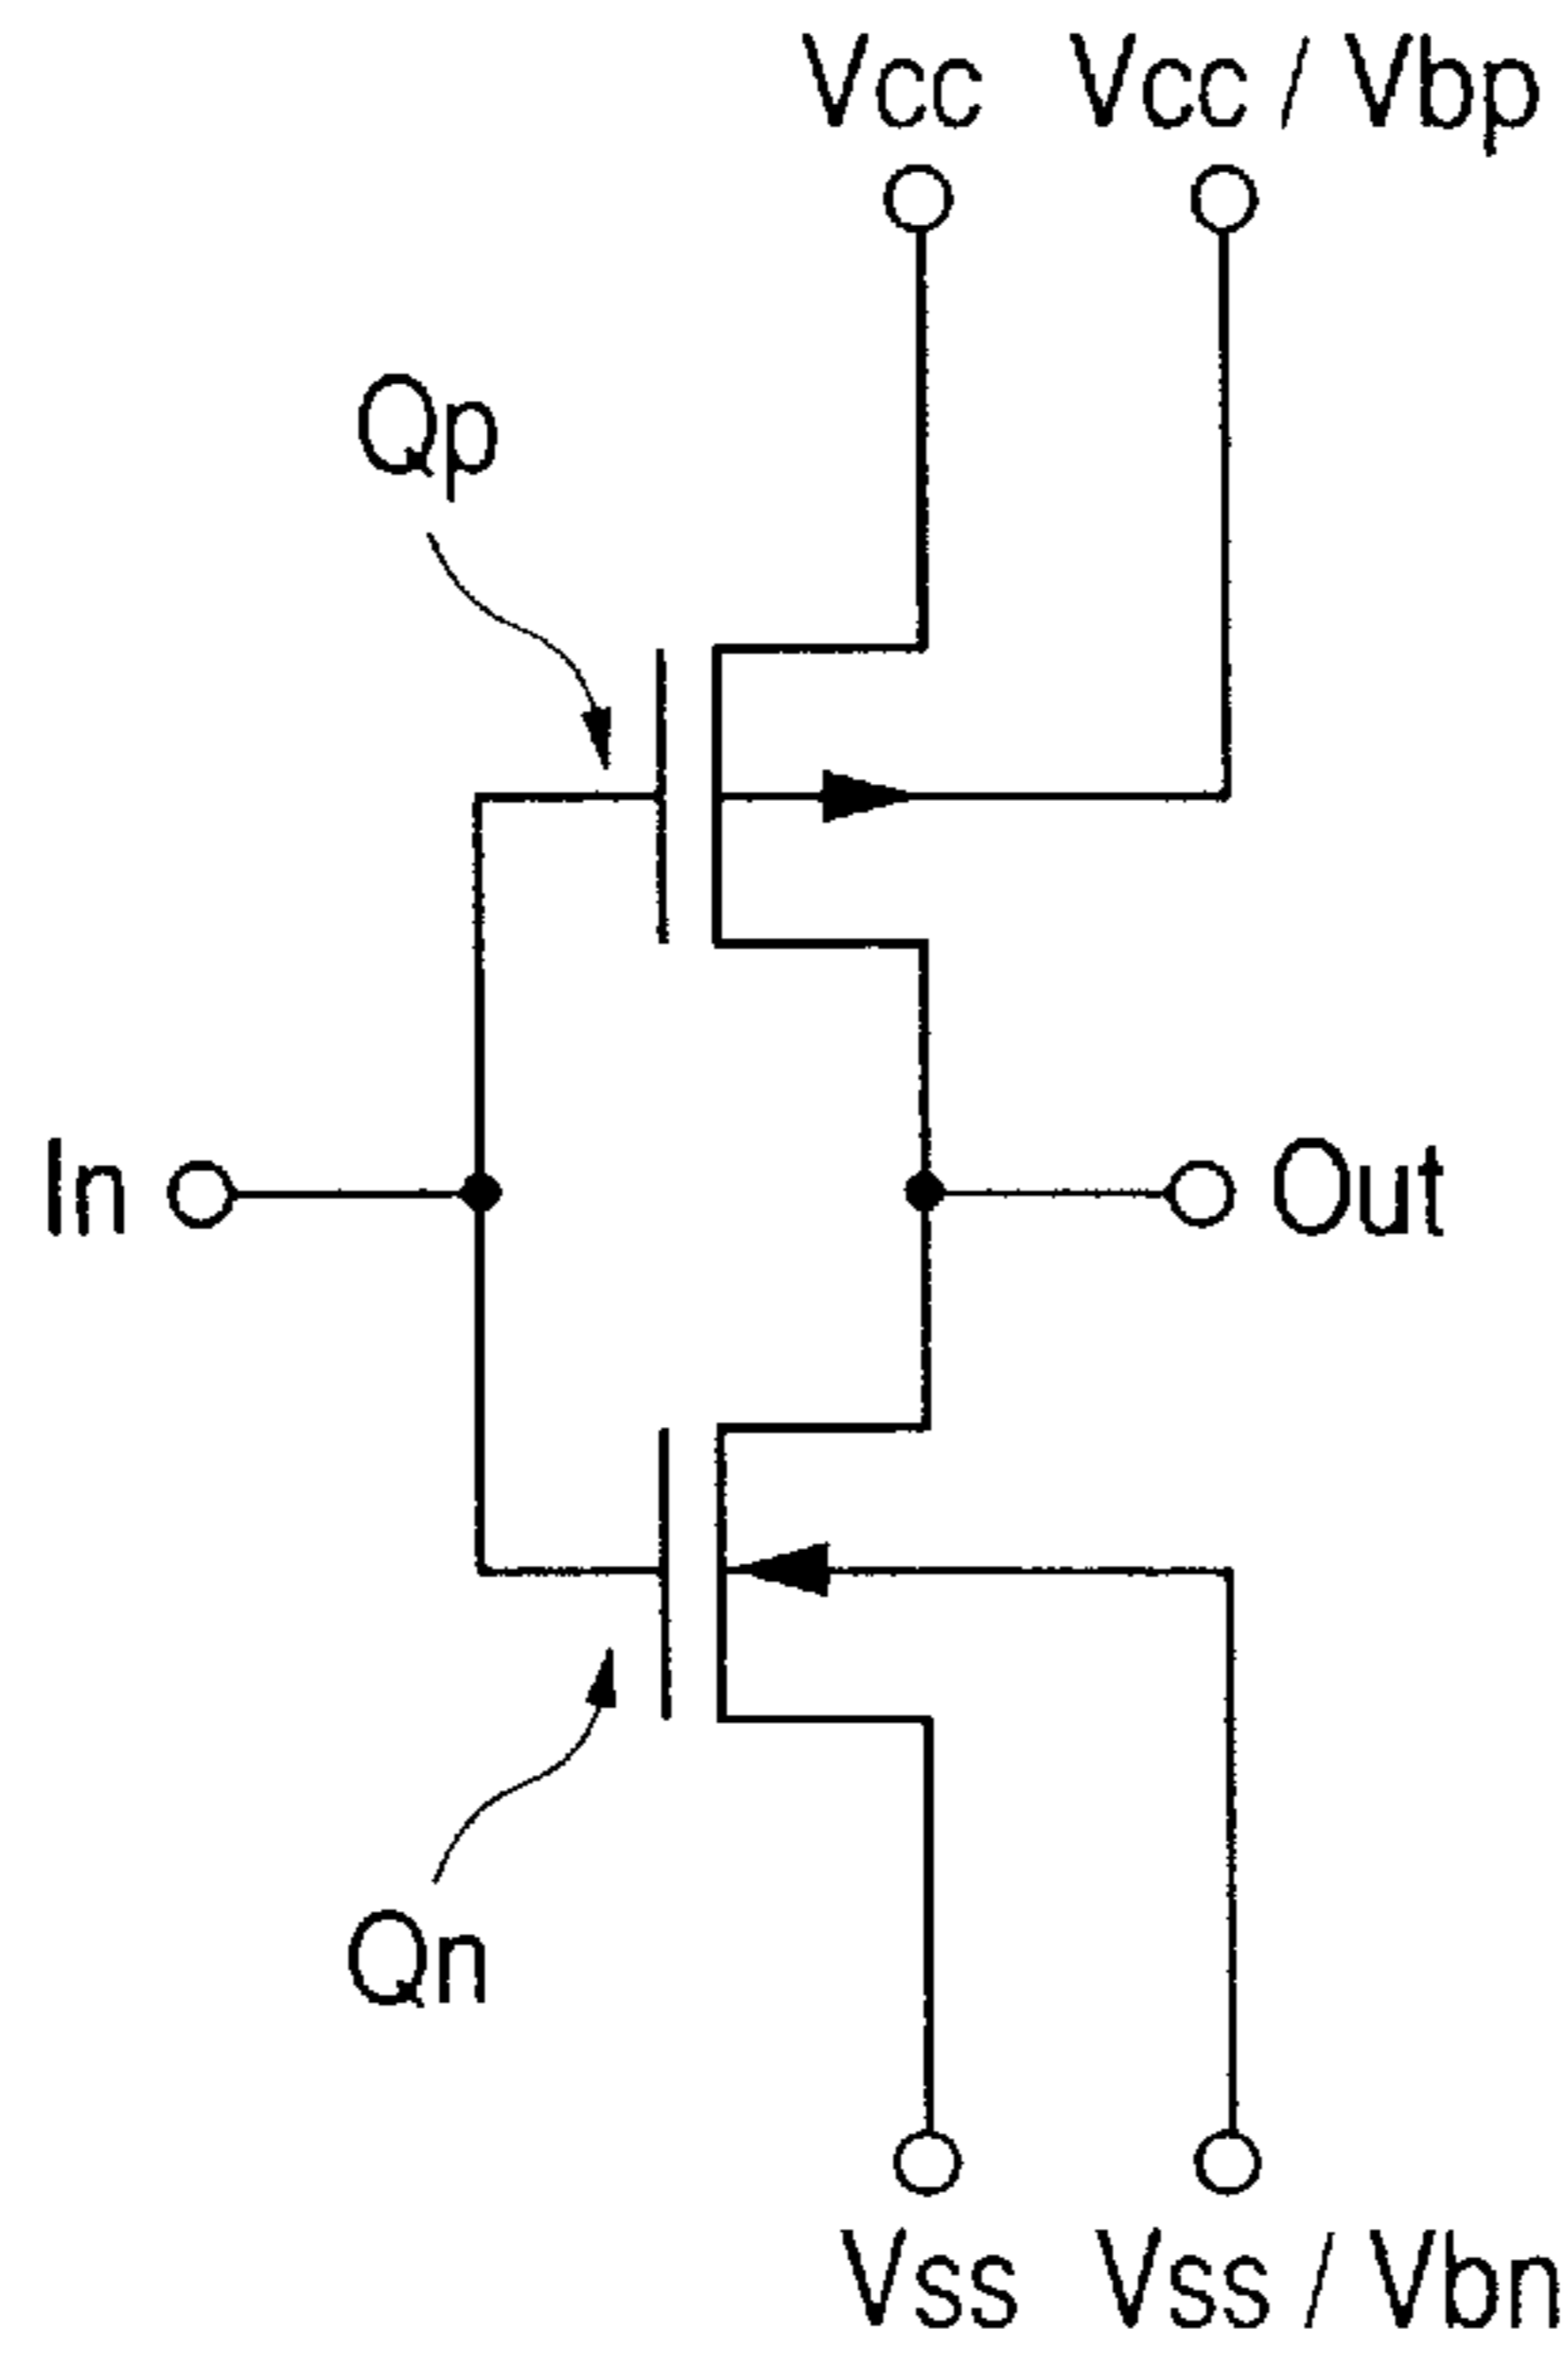 Vcc Vcc / Vbp
Qp
In
Out
Qn
Vss Vss / Vbn